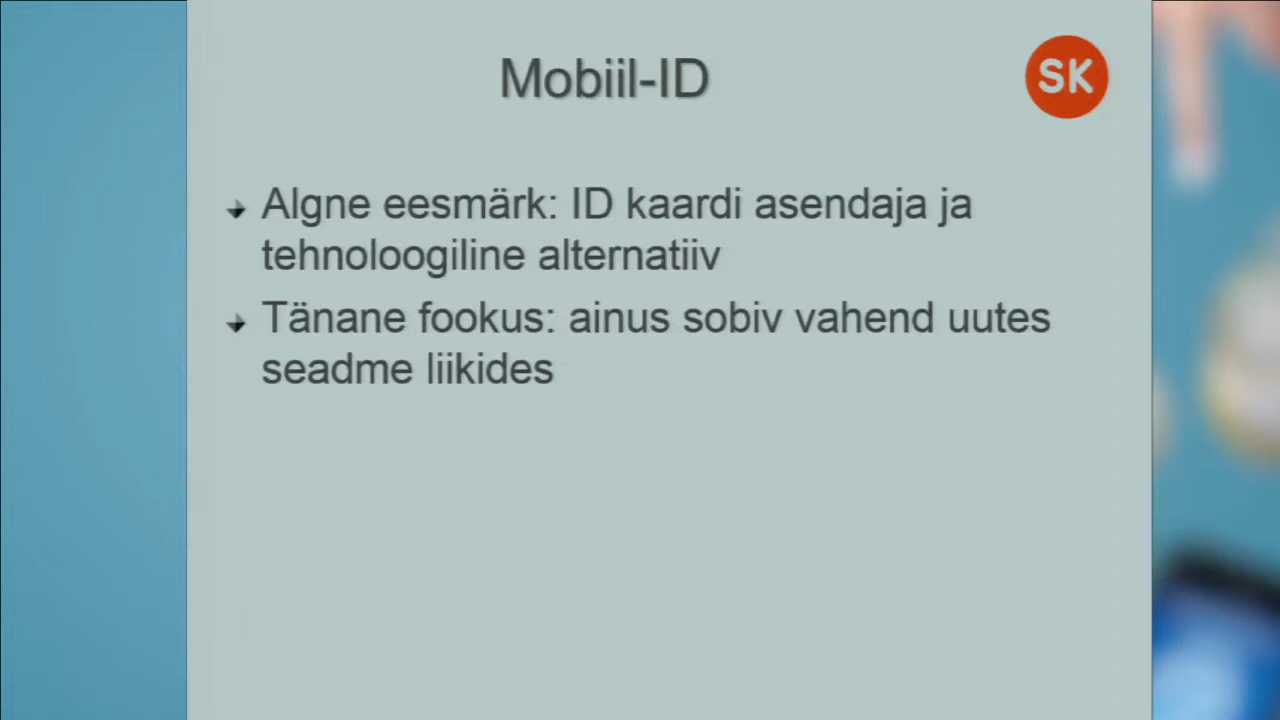 Mobiil-ID
SK
Algne eesmärk: ID kaardi asendaja ja
tehnoloogiline alternatiiv
Tänane fookus: ainus sobiv vahend uutes
seadme liikides